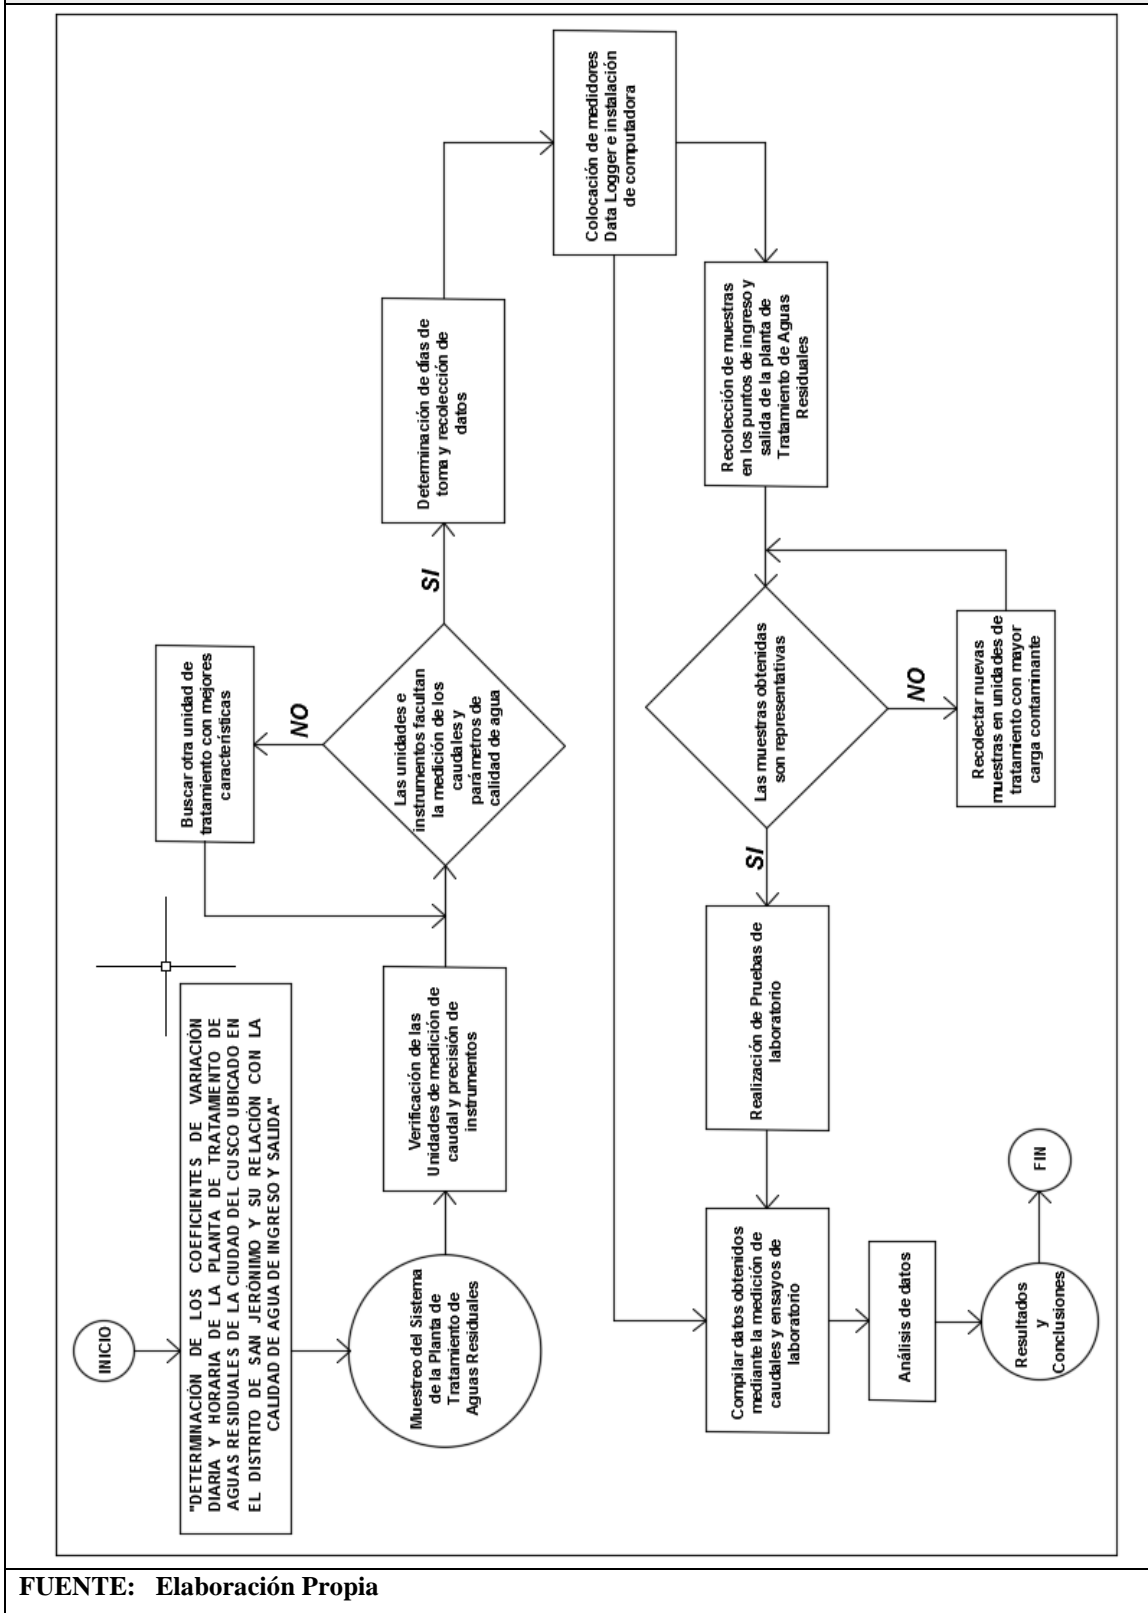 INICIO
"DETERMINACIÓN DE LOS COEFICIENTES DE VARIACIÓN
DIARIA Y HORARIA DE LA PLANTA DE TRATAMIENTO DE
AGUAS RESIDUALES DE LA CIUDAD DEL CUSCO UBICADO EN
EL DISTRITO DE SAN JERÓNIMO Y SU RELACIÓN CON LA
CALIDAD DE AGUA DE INGRESO Y SALIDA"
Muestreo del Sistema
de la Planta de
Tratamiento de
Aguas Residuales
Verificación de las
Unidades de medición de
caudal y precisión de
instrumentos
Las unidades e
instrumentos facultan
la medición de los
caudales y
parámetros de
calidad de agua
NO
Buscar otra unidad de
tratamiento con mejores
características
SI
Determinación de días de
toma y recolección de
datos
Colocación de medidores
Data Logger e instalación
de computadora
Recolección de muestras
en los puntos de ingreso y
salida de la planta de
Tratamiento de Aguas
Residuales
Las muestras obtenidas
son representativas
NO
Recolectar nuevas
muestras en unidades de
tratamiento con mayor
carga contaminante
SI
Realización de Pruebas de
laboratorio
Compilar datos obtenidos
mediante la medición de
caudales y ensayos de
laboratorio
Análisis de datos
Resultados
y
Conclusiones
FIN
FUENTE: Elaboración Propia